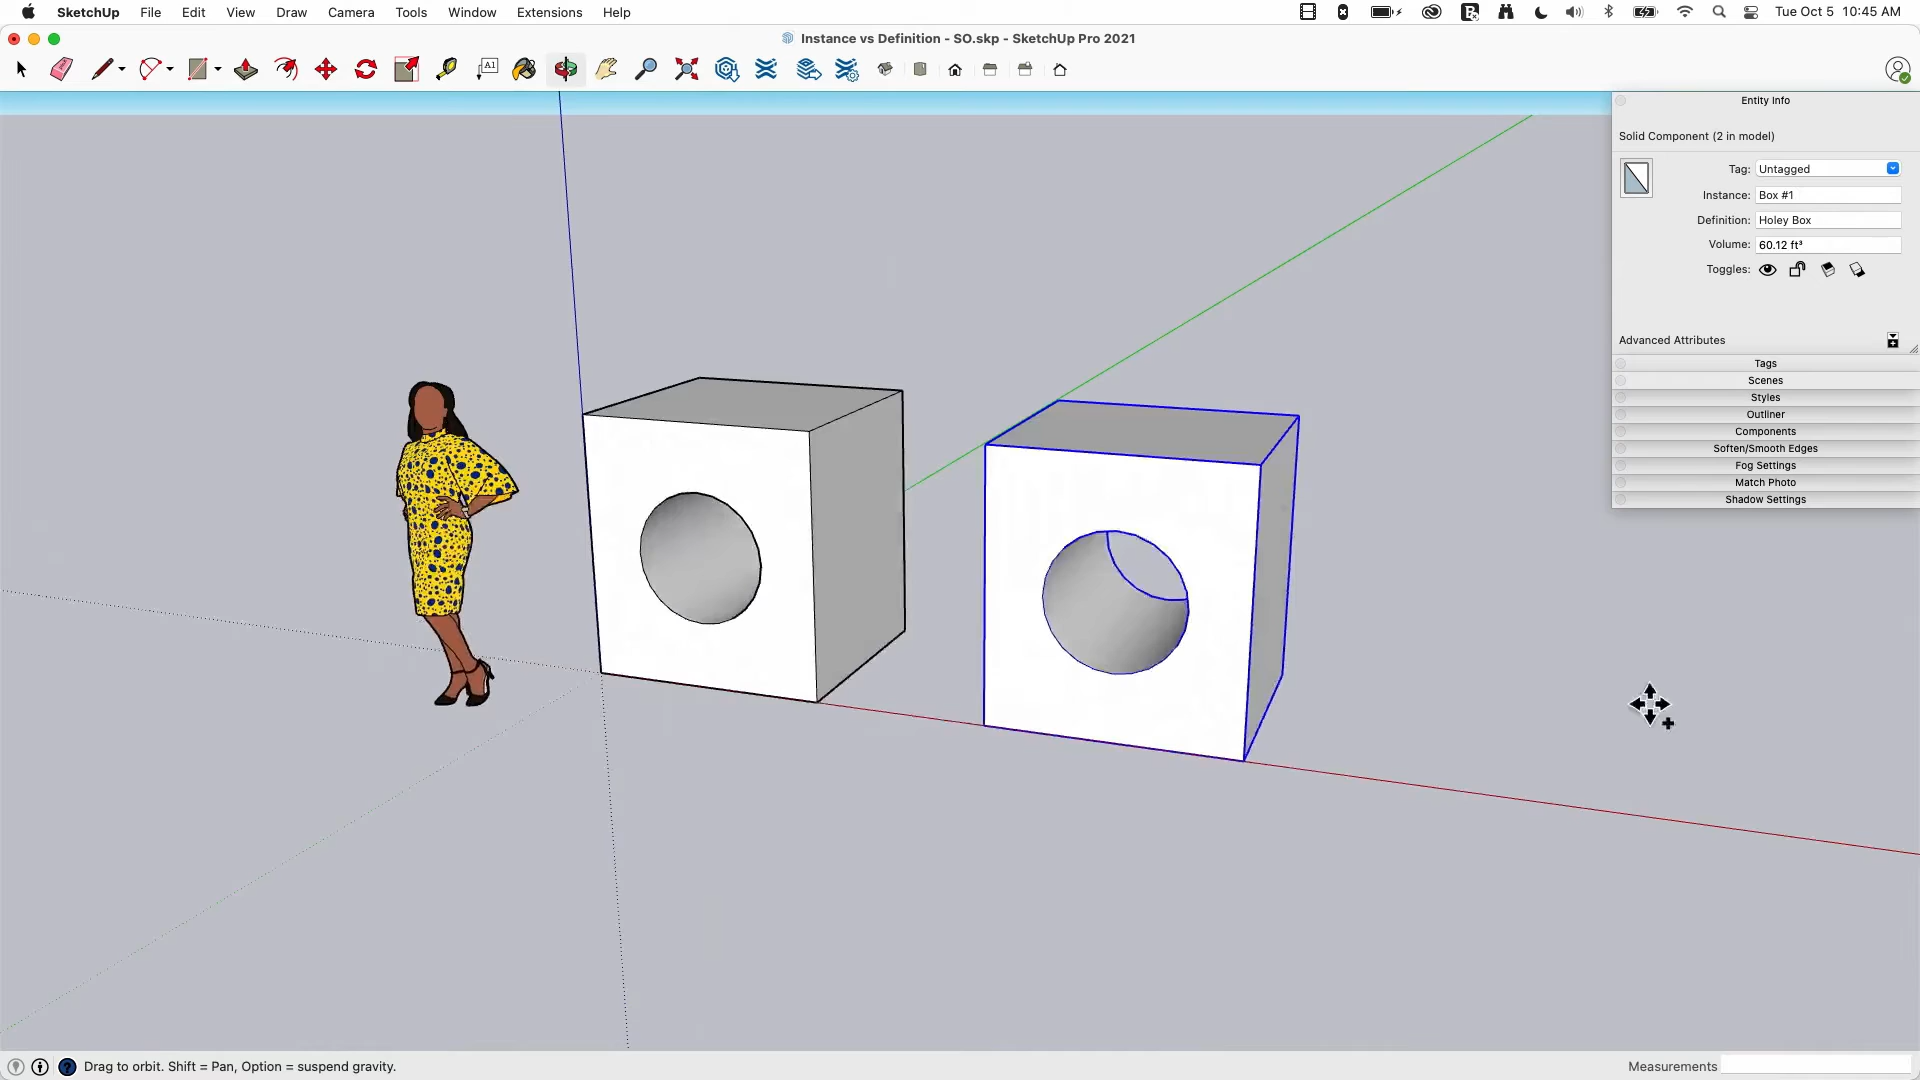 SketchUp File Edit View Draw Camera Tools Window Extensions Help Tue Oct 5 10:45 AM
Instance vs Definition - SO.skp - SketchUp Pro 2021
A1
Entity Info
Solid Component (2 in model)
Tag: Untagged
Instance: Box #1
Definition: Holey Box
Volume: 60.12 ft³
Toggles:
Advanced Attributes
Tags
Scenes
Styles
Outliner
Components
Soften/Smooth Edges
Fog Settings
Match Photo
Shadow Settings
Drag to orbit. Shift = Pan, Option = suspend gravity.
Measurements